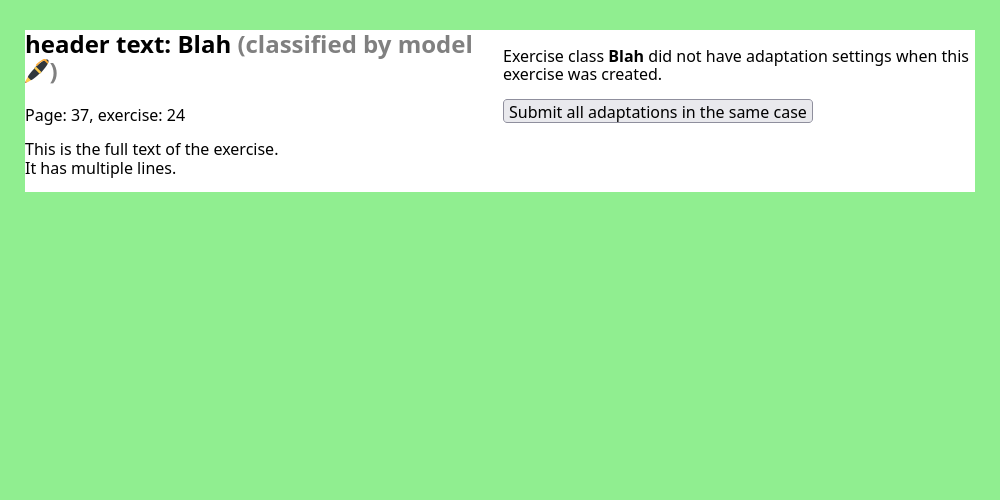 header text: Blah (classified by model
🖋️)
Page: 37, exercise: 24
This is the full text of the exercise.
It has multiple lines.
Exercise class Blah did not have adaptation settings when this
exercise was created.
Submit all adaptations in the same case